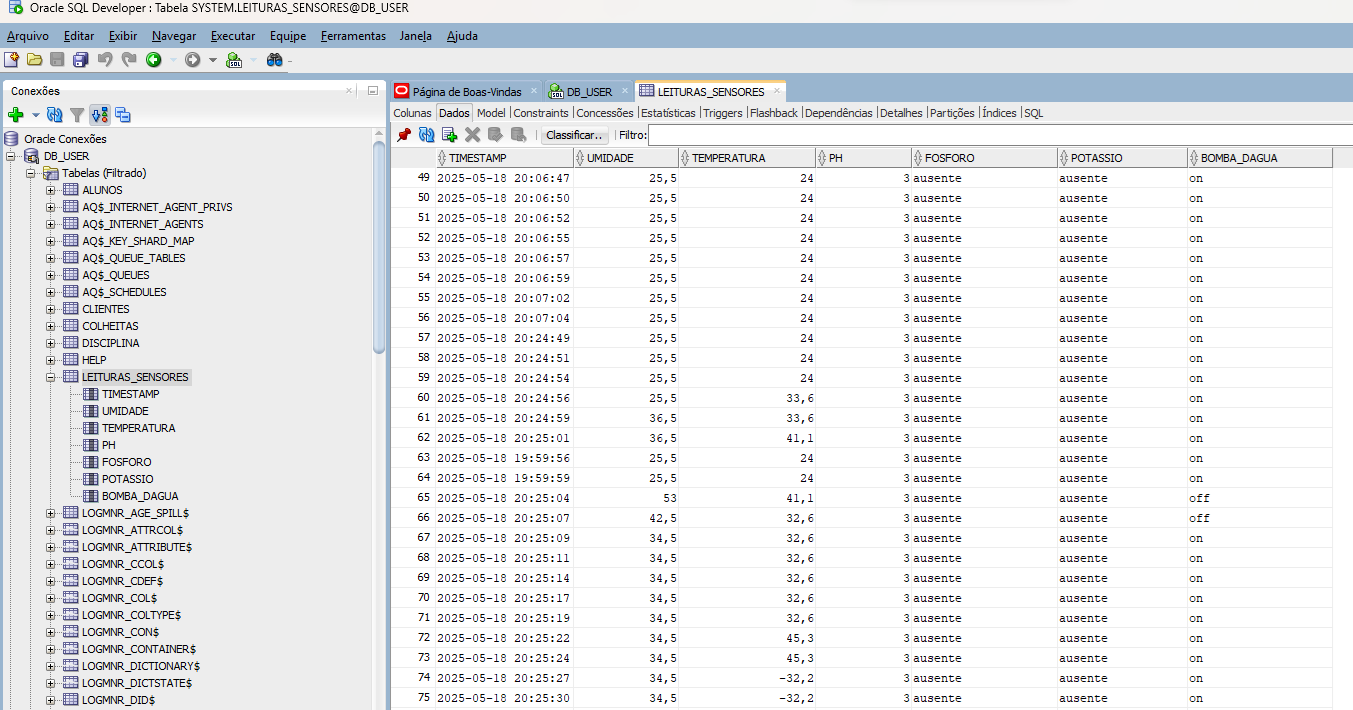 Oracle SQL Developer : Tabela SYSTEM.LEITURAS_SENSORES@DB_USER
Arquivo Editar Exibir Navegar Executar Equipe Ferramentas Janela Ajuda
Conexões
Oracle Conexões
DB_USER
Tabelas (Filtrado)
ALUNOS
AQ$_INTERNET_AGENT_PRIVS
AQ$_INTERNET_AGENTS
AQ$_KEY_SHARD_MAP
AQ$_QUEUE_TABLES
AQ$_QUEUES
AQ$_SCHEDULES
CLIENTES
COLHEITAS
DISCIPLINA
HELP
LEITURAS_SENSORES
TIMESTAMP
UMIDADE
TEMPERATURA
PH
FOSFORO
POTASSIO
BOMBA_DAGUA
LOGMNR_AGE_SPILL$
LOGMNR_ATTRCOL$
LOGMNR_ATTRIBUTE$
LOGMNR_CCOL$
LOGMNR_CDEF$
LOGMNR_COL$
LOGMNR_COLTYPE$
LOGMNR_CON$
LOGMNR_CONTAINER$
LOGMNR_DICTIONARY$
LOGMNR_DICTSTATE$
LOGMNR_DID$
Página de Boas-Vindas DB_USER LEITURAS_SENSORES
Colunas Dados Model Constraints Concessões Estatísticas Triggers Flashback Dependências Detalhes Partições Índices SQL
Classificar.. Filtro:
TIMESTAMP UMIDADE TEMPERATURA PH FOSFORO POTASSIO BOMBA_DAGUA
49 2025-05-18 20:06:47 25,5 24 3 ausente ausente on
50 2025-05-18 20:06:50 25,5 24 3 ausente ausente on
51 2025-05-18 20:06:52 25,5 24 3 ausente ausente on
52 2025-05-18 20:06:55 25,5 24 3 ausente ausente on
53 2025-05-18 20:06:57 25,5 24 3 ausente ausente on
54 2025-05-18 20:06:59 25,5 24 3 ausente ausente on
55 2025-05-18 20:07:02 25,5 24 3 ausente ausente on
56 2025-05-18 20:07:04 25,5 24 3 ausente ausente on
57 2025-05-18 20:24:49 25,5 24 3 ausente ausente on
58 2025-05-18 20:24:51 25,5 24 3 ausente ausente on
59 2025-05-18 20:24:54 25,5 24 3 ausente ausente on
60 2025-05-18 20:24:56 25,5 33,6 3 ausente ausente on
61 2025-05-18 20:24:59 36,5 33,6 3 ausente ausente on
62 2025-05-18 20:25:01 36,5 41,1 3 ausente ausente on
63 2025-05-18 19:59:56 25,5 24 3 ausente ausente on
64 2025-05-18 19:59:59 25,5 24 3 ausente ausente on
65 2025-05-18 20:25:04 53 41,1 3 ausente ausente off
66 2025-05-18 20:25:07 42,5 32,6 3 ausente ausente off
67 2025-05-18 20:25:09 34,5 32,6 3 ausente ausente on
68 2025-05-18 20:25:11 34,5 32,6 3 ausente ausente on
69 2025-05-18 20:25:14 34,5 32,6 3 ausente ausente on
70 2025-05-18 20:25:17 34,5 32,6 3 ausente ausente on
71 2025-05-18 20:25:19 34,5 32,6 3 ausente ausente on
72 2025-05-18 20:25:22 34,5 45,3 3 ausente ausente on
73 2025-05-18 20:25:24 34,5 45,3 3 ausente ausente on
74 2025-05-18 20:25:27 34,5 -32,2 3 ausente ausente on
75 2025-05-18 20:25:30 34,5 -32,2 3 ausente ausente on